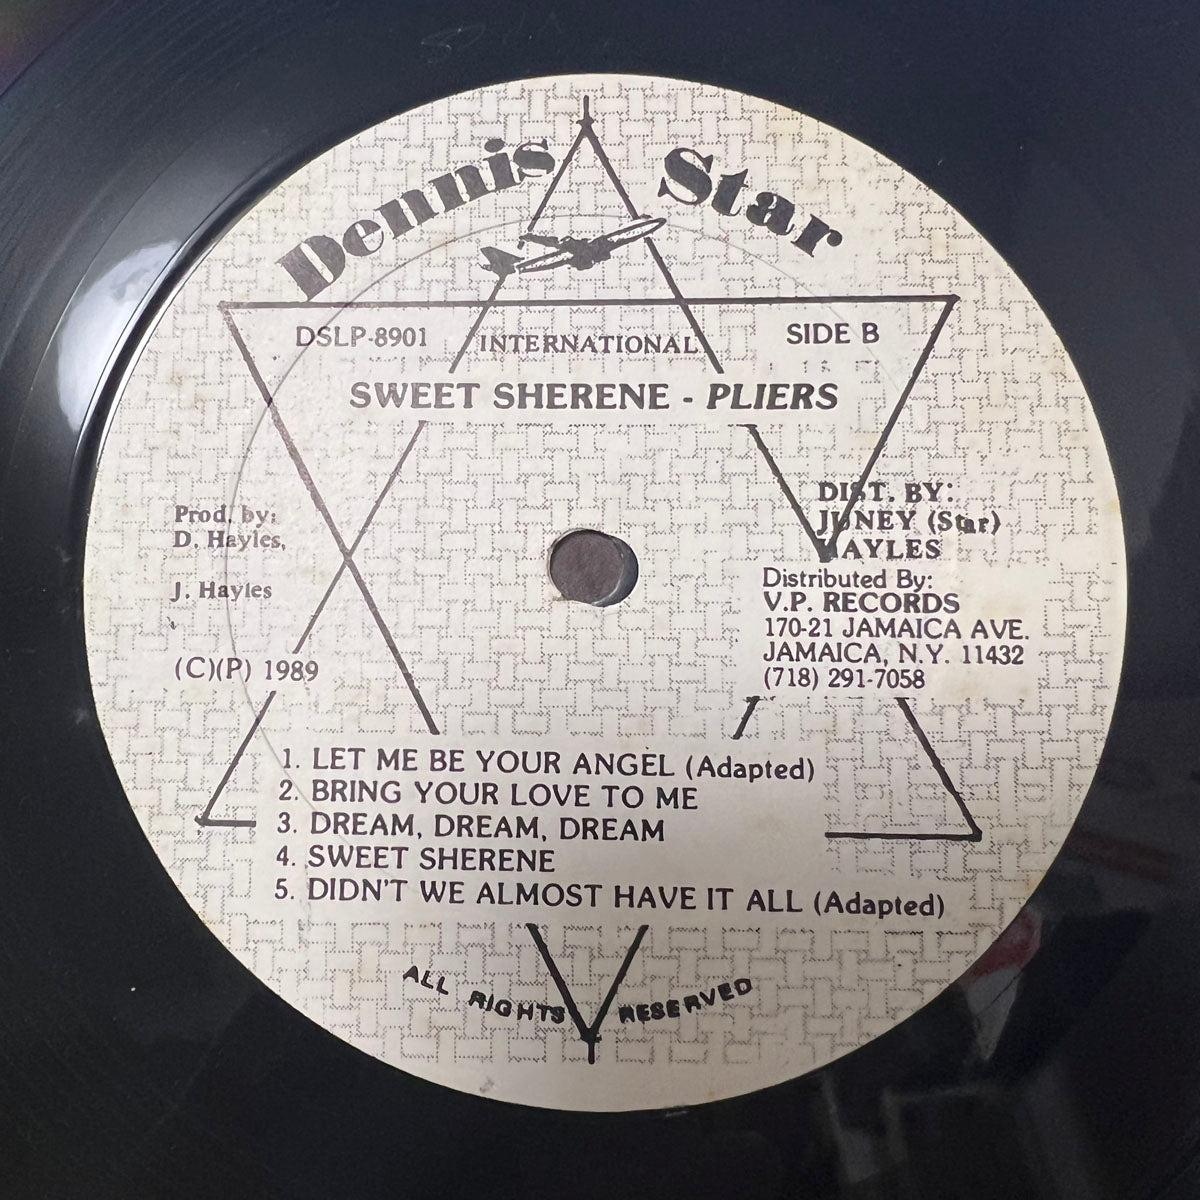 Dennis Star
DSLP-8901
INTERNATIONAL
SIDE B
SWEET SHERENE - PLIERS
Prod. by:
D. Hayles,
J. Hayles
(C)(P) 1989
DIST. BY:
JUNEY (Star)
HAYLES
Distributed By:
V.P. RECORDS
170-21 JAMAICA AVE.
JAMAICA, N.Y. 11432
(718) 291-7058
1. LET ME BE YOUR ANGEL (Adapted)
2. BRING YOUR LOVE TO ME
3. DREAM, DREAM, DREAM
4. SWEET SHERENE
5. DIDN'T WE ALMOST HAVE IT ALL (Adapted)
ALL RIGHTS RESERVED